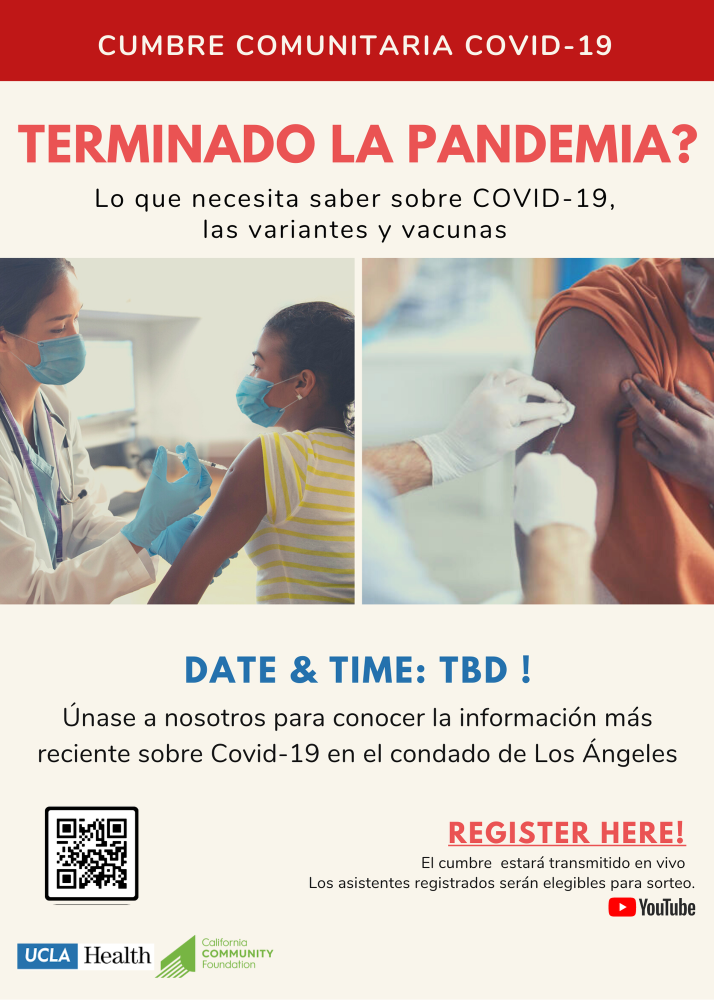 CUMBRE COMUNITARIA COVID-19
TERMINADO LA PANDEMIA?
Lo que necesita saber sobre COVID-19,
las variantes y vacunas
DATE & TIME: TBD !
Únase a nosotros para conocer la información más
reciente sobre Covid-19 en el condado de Los Ángeles
REGISTER HERE!
El cumbre  estará transmitido en vivo
Los asistentes registrados serán elegibles para sorteo.
YouTube
UCLA Health
California
COMMUNITY
Foundation